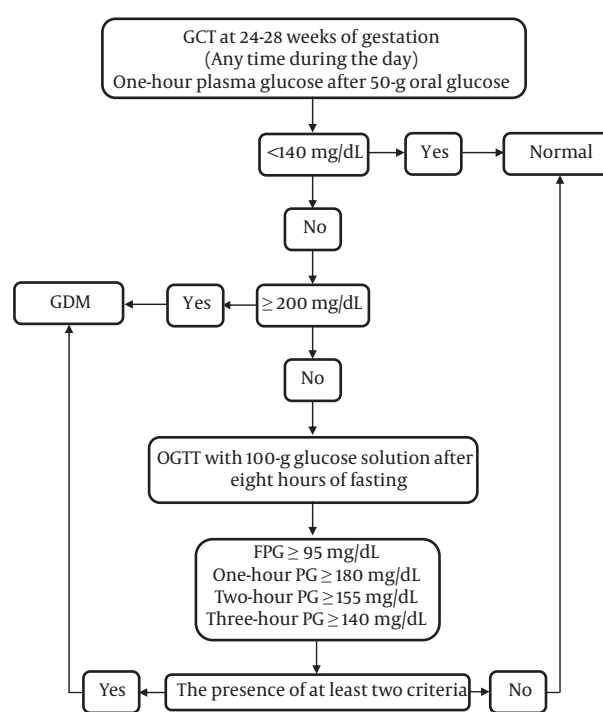 GCT at 24-28 weeks of gestation
(Any time during the day)
One-hour plasma glucose after 50-g oral glucose
<140 mg/dL
Yes
Normal
No
GDM
Yes
≥ 200 mg/dL
No
OGTT with 100-g glucose solution after
eight hours of fasting
FPG ≥ 95 mg/dL
One-hour PG ≥ 180 mg/dL
Two-hour PG ≥ 155 mg/dL
Three-hour PG ≥ 140 mg/dL
Yes
The presence of at least two criteria
No